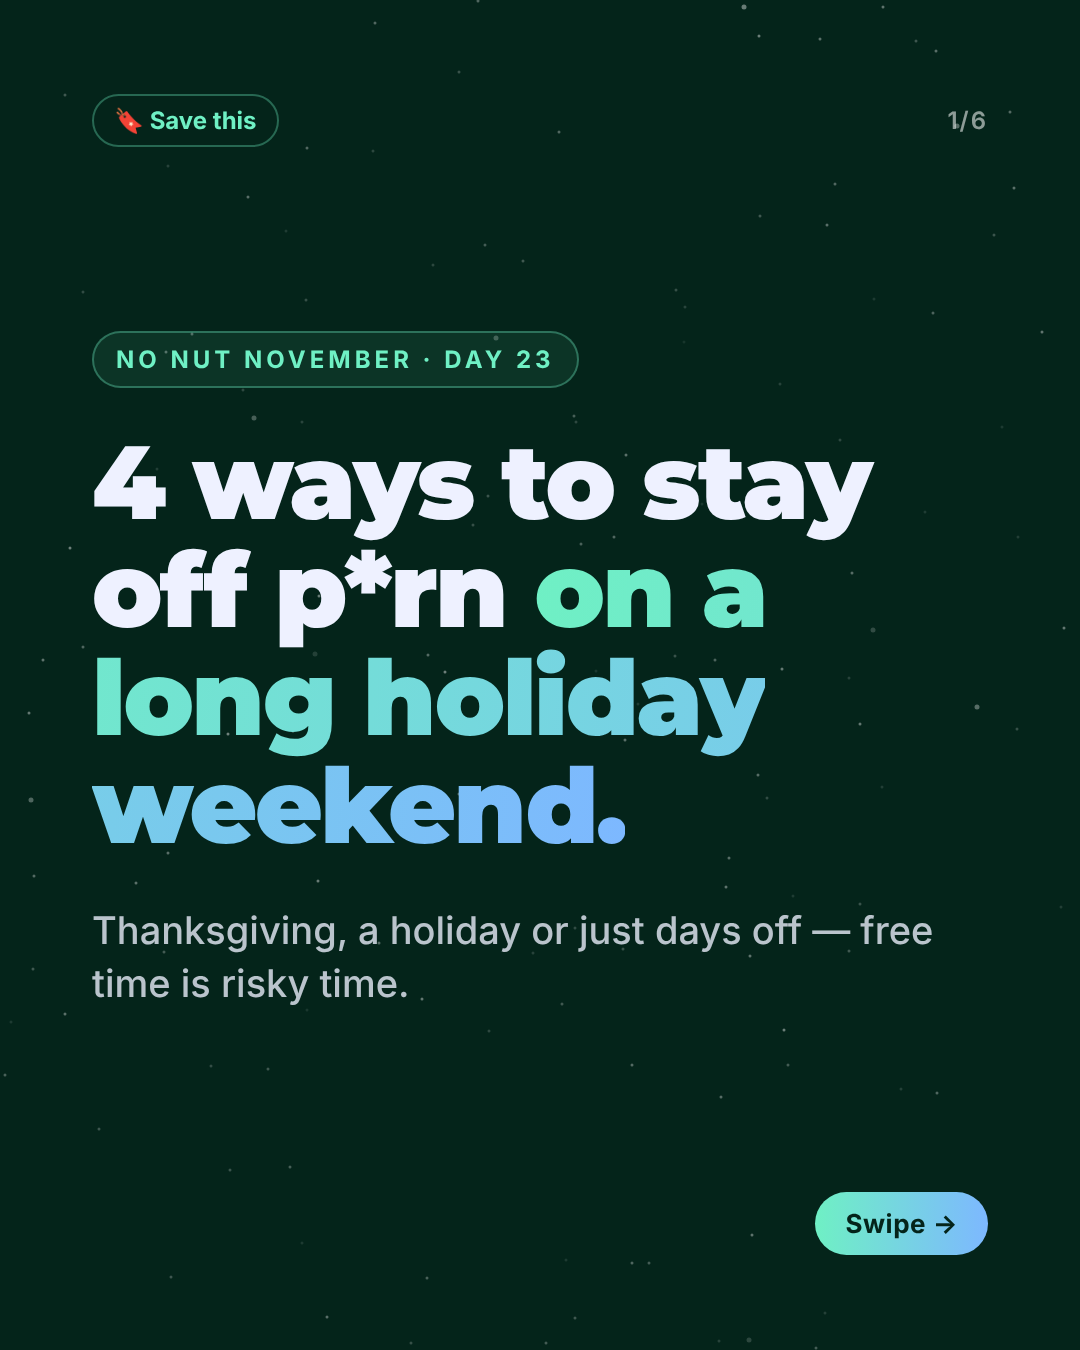 🔖 Save this
1/6
NO NUT NOVEMBER · DAY 23
4 ways to stay
off p*rn on a
long holiday
weekend.
Thanksgiving, a holiday or just days off — free
time is risky time.
Swipe →